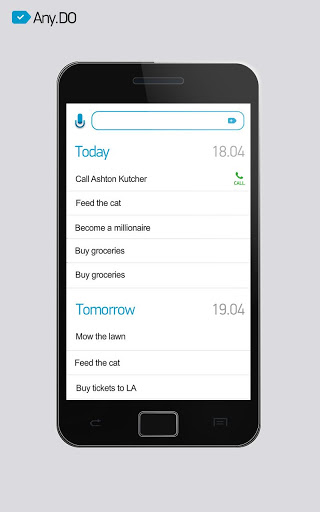 Any.DO
Today 18.04
Call Ashton Kutcher
CALL
Feed the cat
Become a millionaire
Buy groceries
Buy groceries
Tomorrow 19.04
Mow the lawn
Feed the cat
Buy tickets to LA